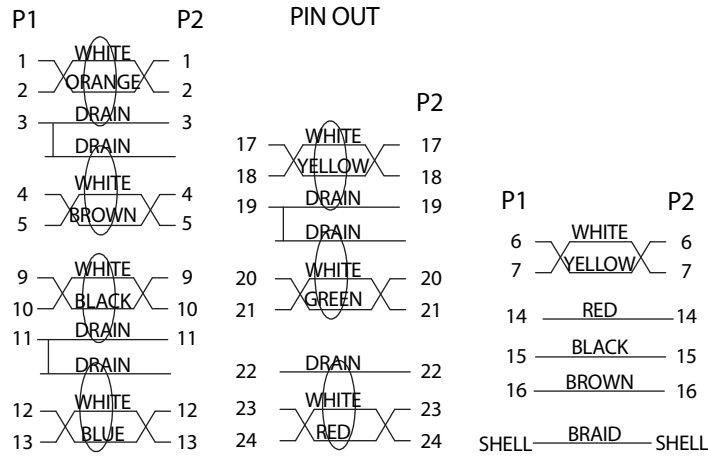 PIN OUT
P1 P2
1 WHITE 1
2 ORANGE 2
3 DRAIN 3
DRAIN
4 WHITE 4
5 BROWN 5
9 WHITE 9
10 BLACK 10
11 DRAIN 11
DRAIN
12 WHITE 12
13 BLUE 13
P2
17 WHITE 17
18 YELLOW 18
19 DRAIN 19
DRAIN
20 WHITE 20
21 GREEN 21
22 DRAIN 22
23 WHITE 23
24 RED 24
P1 P2
6 WHITE 6
7 YELLOW 7
14 RED 14
15 BLACK 15
16 BROWN 16
SHELL BRAID SHELL